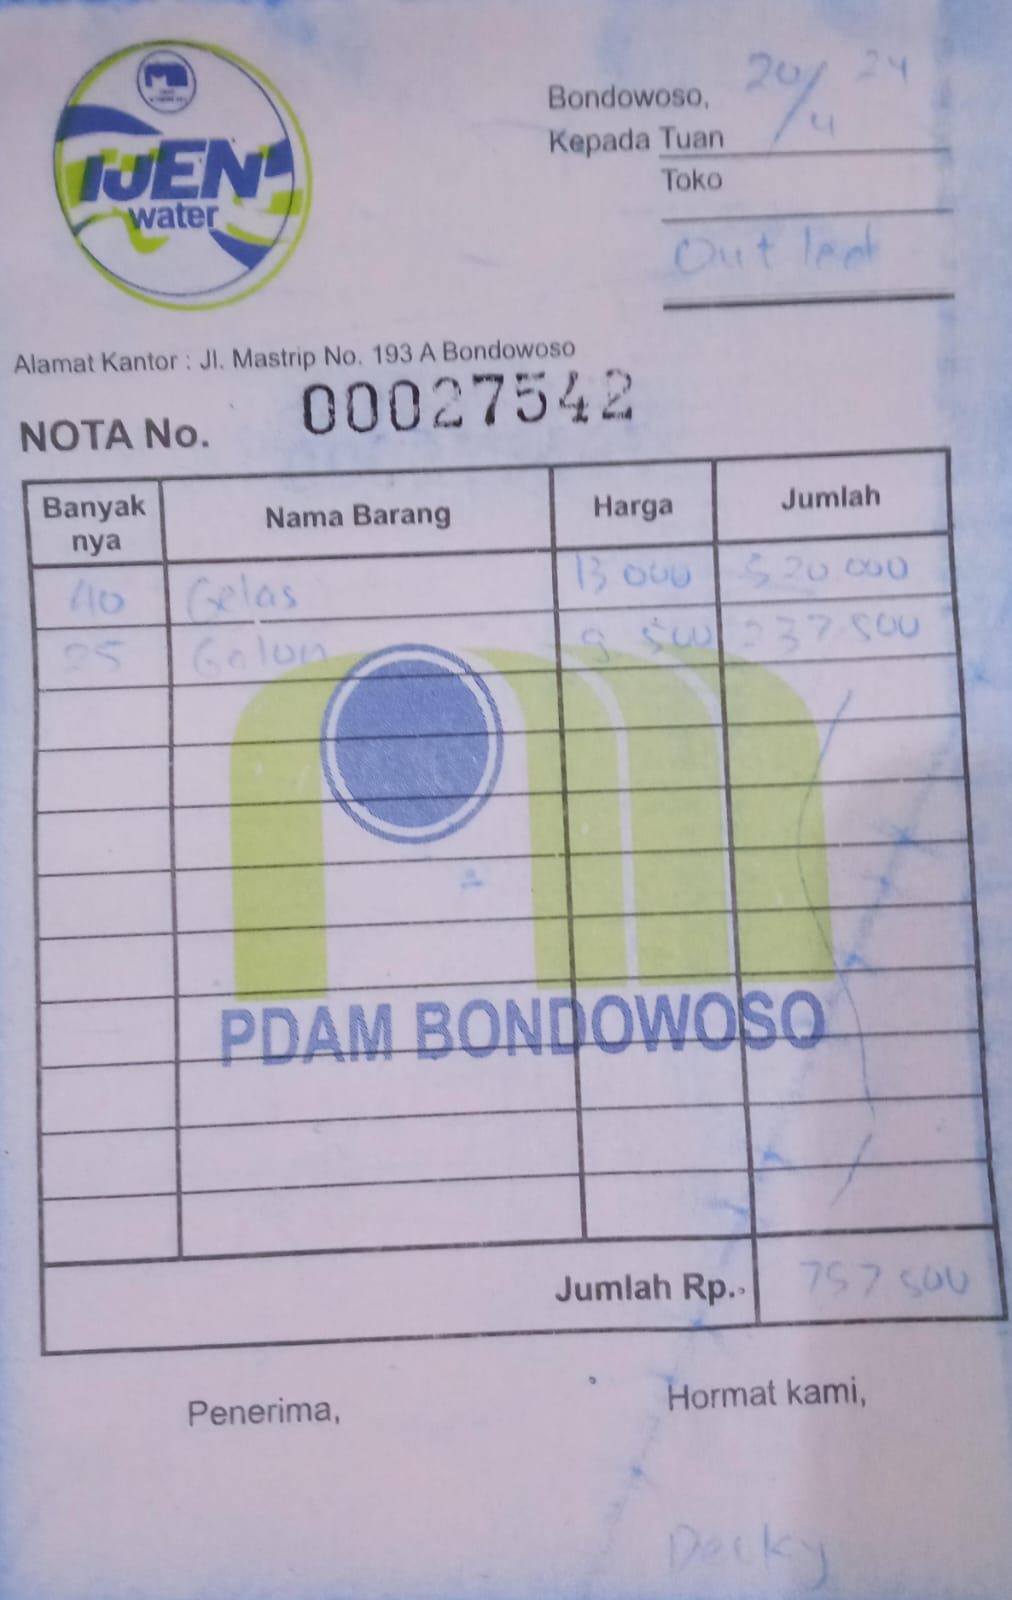 IJEN
water
Bondowoso, 20/4 24
Kepada Tuan
Toko
Out leet
Alamat Kantor : Jl. Mastrip No. 193 A Bondowoso
NOTA No. 00027542
Banyak nya Nama Barang Harga Jumlah
40 Gelas 13 000 520 000
25 Galon 9 500 237 500
PDAM BONDOWOSO
Jumlah Rp. 757 500
Penerima, Hormat kami,
Decky